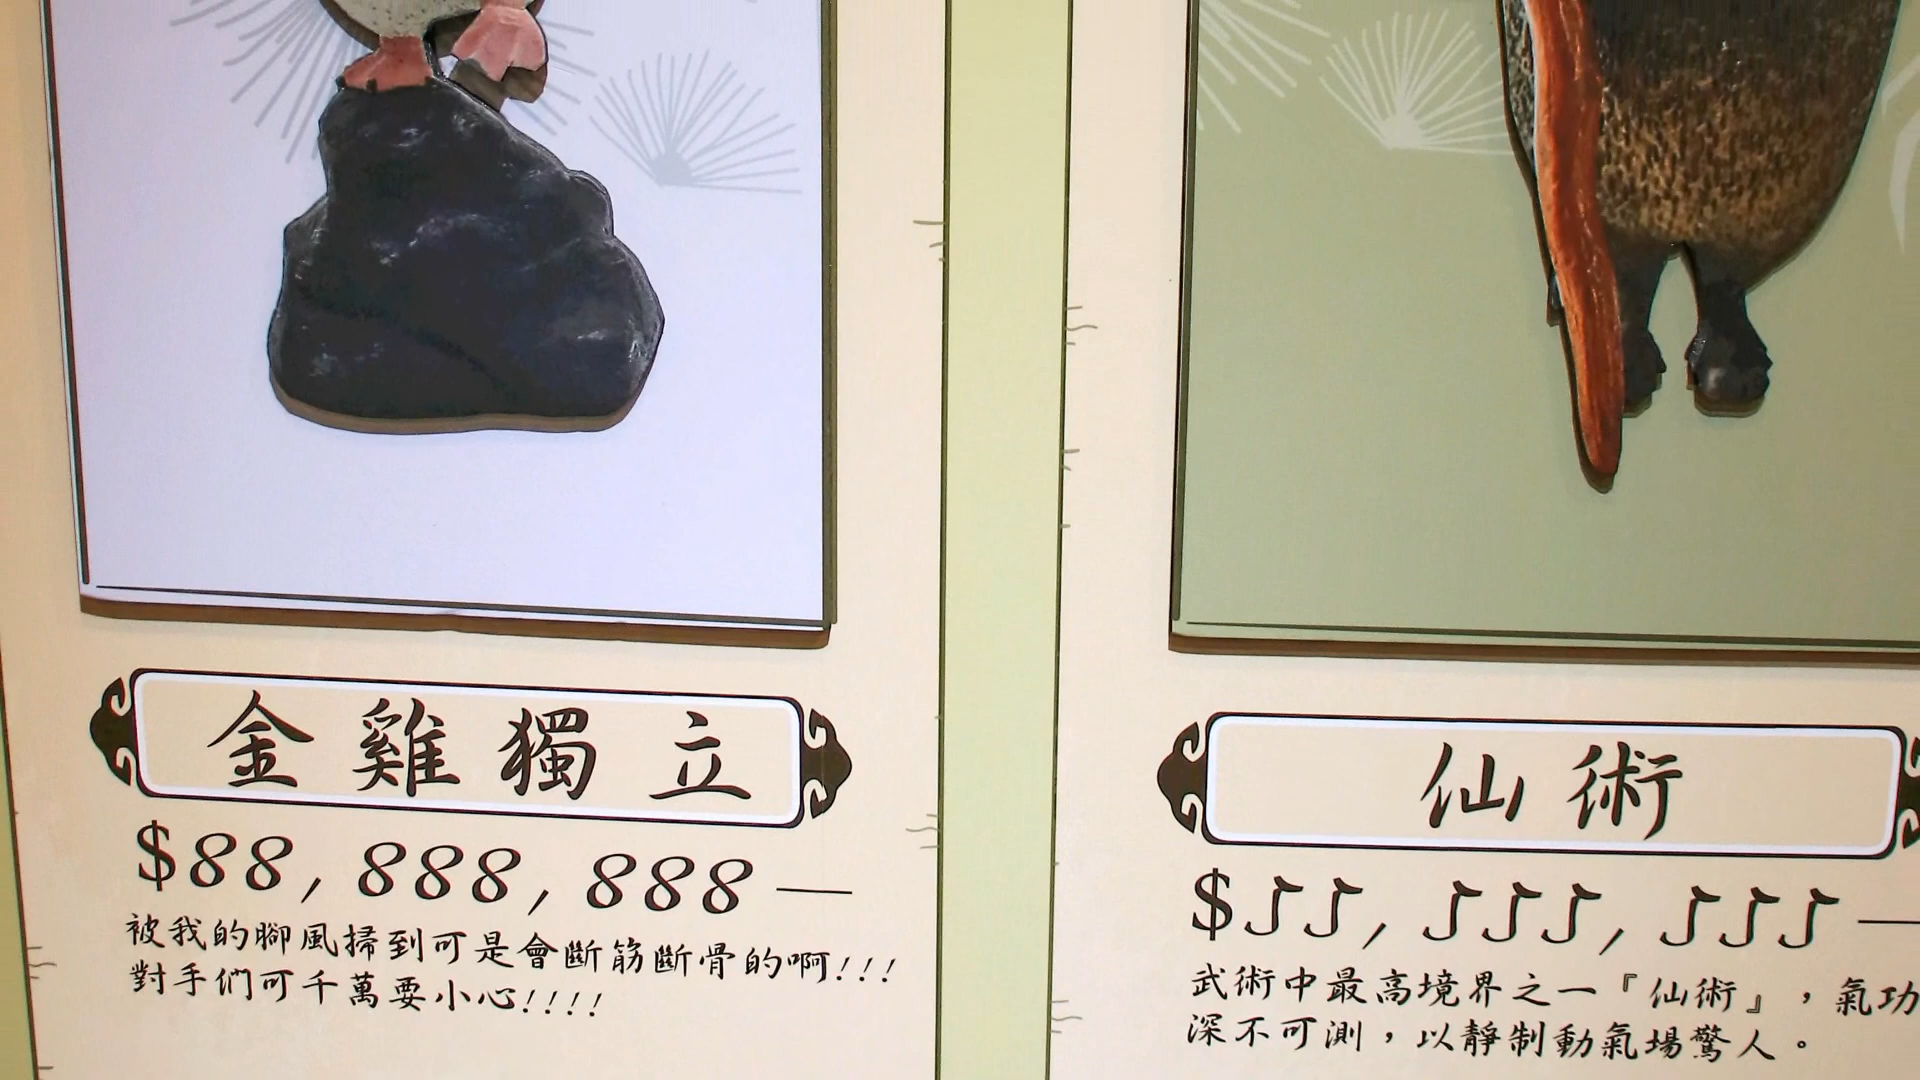 金雞獨立
$88,888,888—
被我的腳風掃到可是會斷筋斷骨的啊!!!
對手們可千萬要小心!!!!
仙術
$55,555,555—
武術中最高境界之一『仙術』，氣功
深不可測，以靜制動氣場驚人。